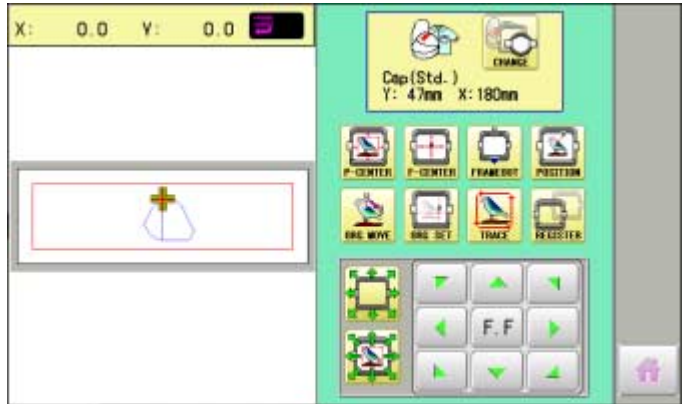 X: 0.0 Y: 0.0
CHANGE
Cap(Std.)
Y: 47mm X:180mm
P-CENTER F-CENTER FRAMEOUT POSITION
ORG MOVE ORG SET TRACE REGISTER
F.F